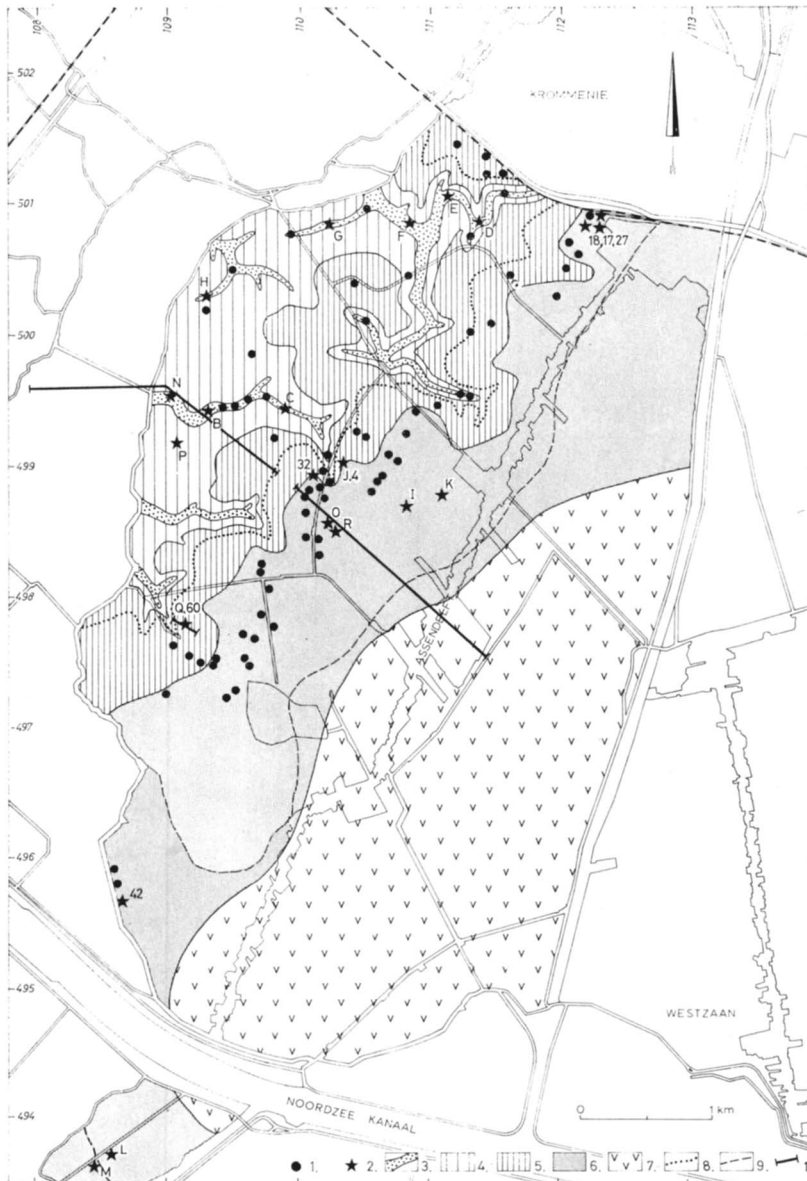 108
109
110
111
112
113
502
KROMMENIE
501
E
G
F
D
18,17,27
H
500
N
B
C
P
499
32
J,4
K
I
O
R
498
Q,60
ASSENDELFT
497
496
42
495
WESTZAAN
NOORDZEE KANAAL
494
0 1 km
L
M
1. 2. 3. 4. 5. 6. 7. 8. 9. 1